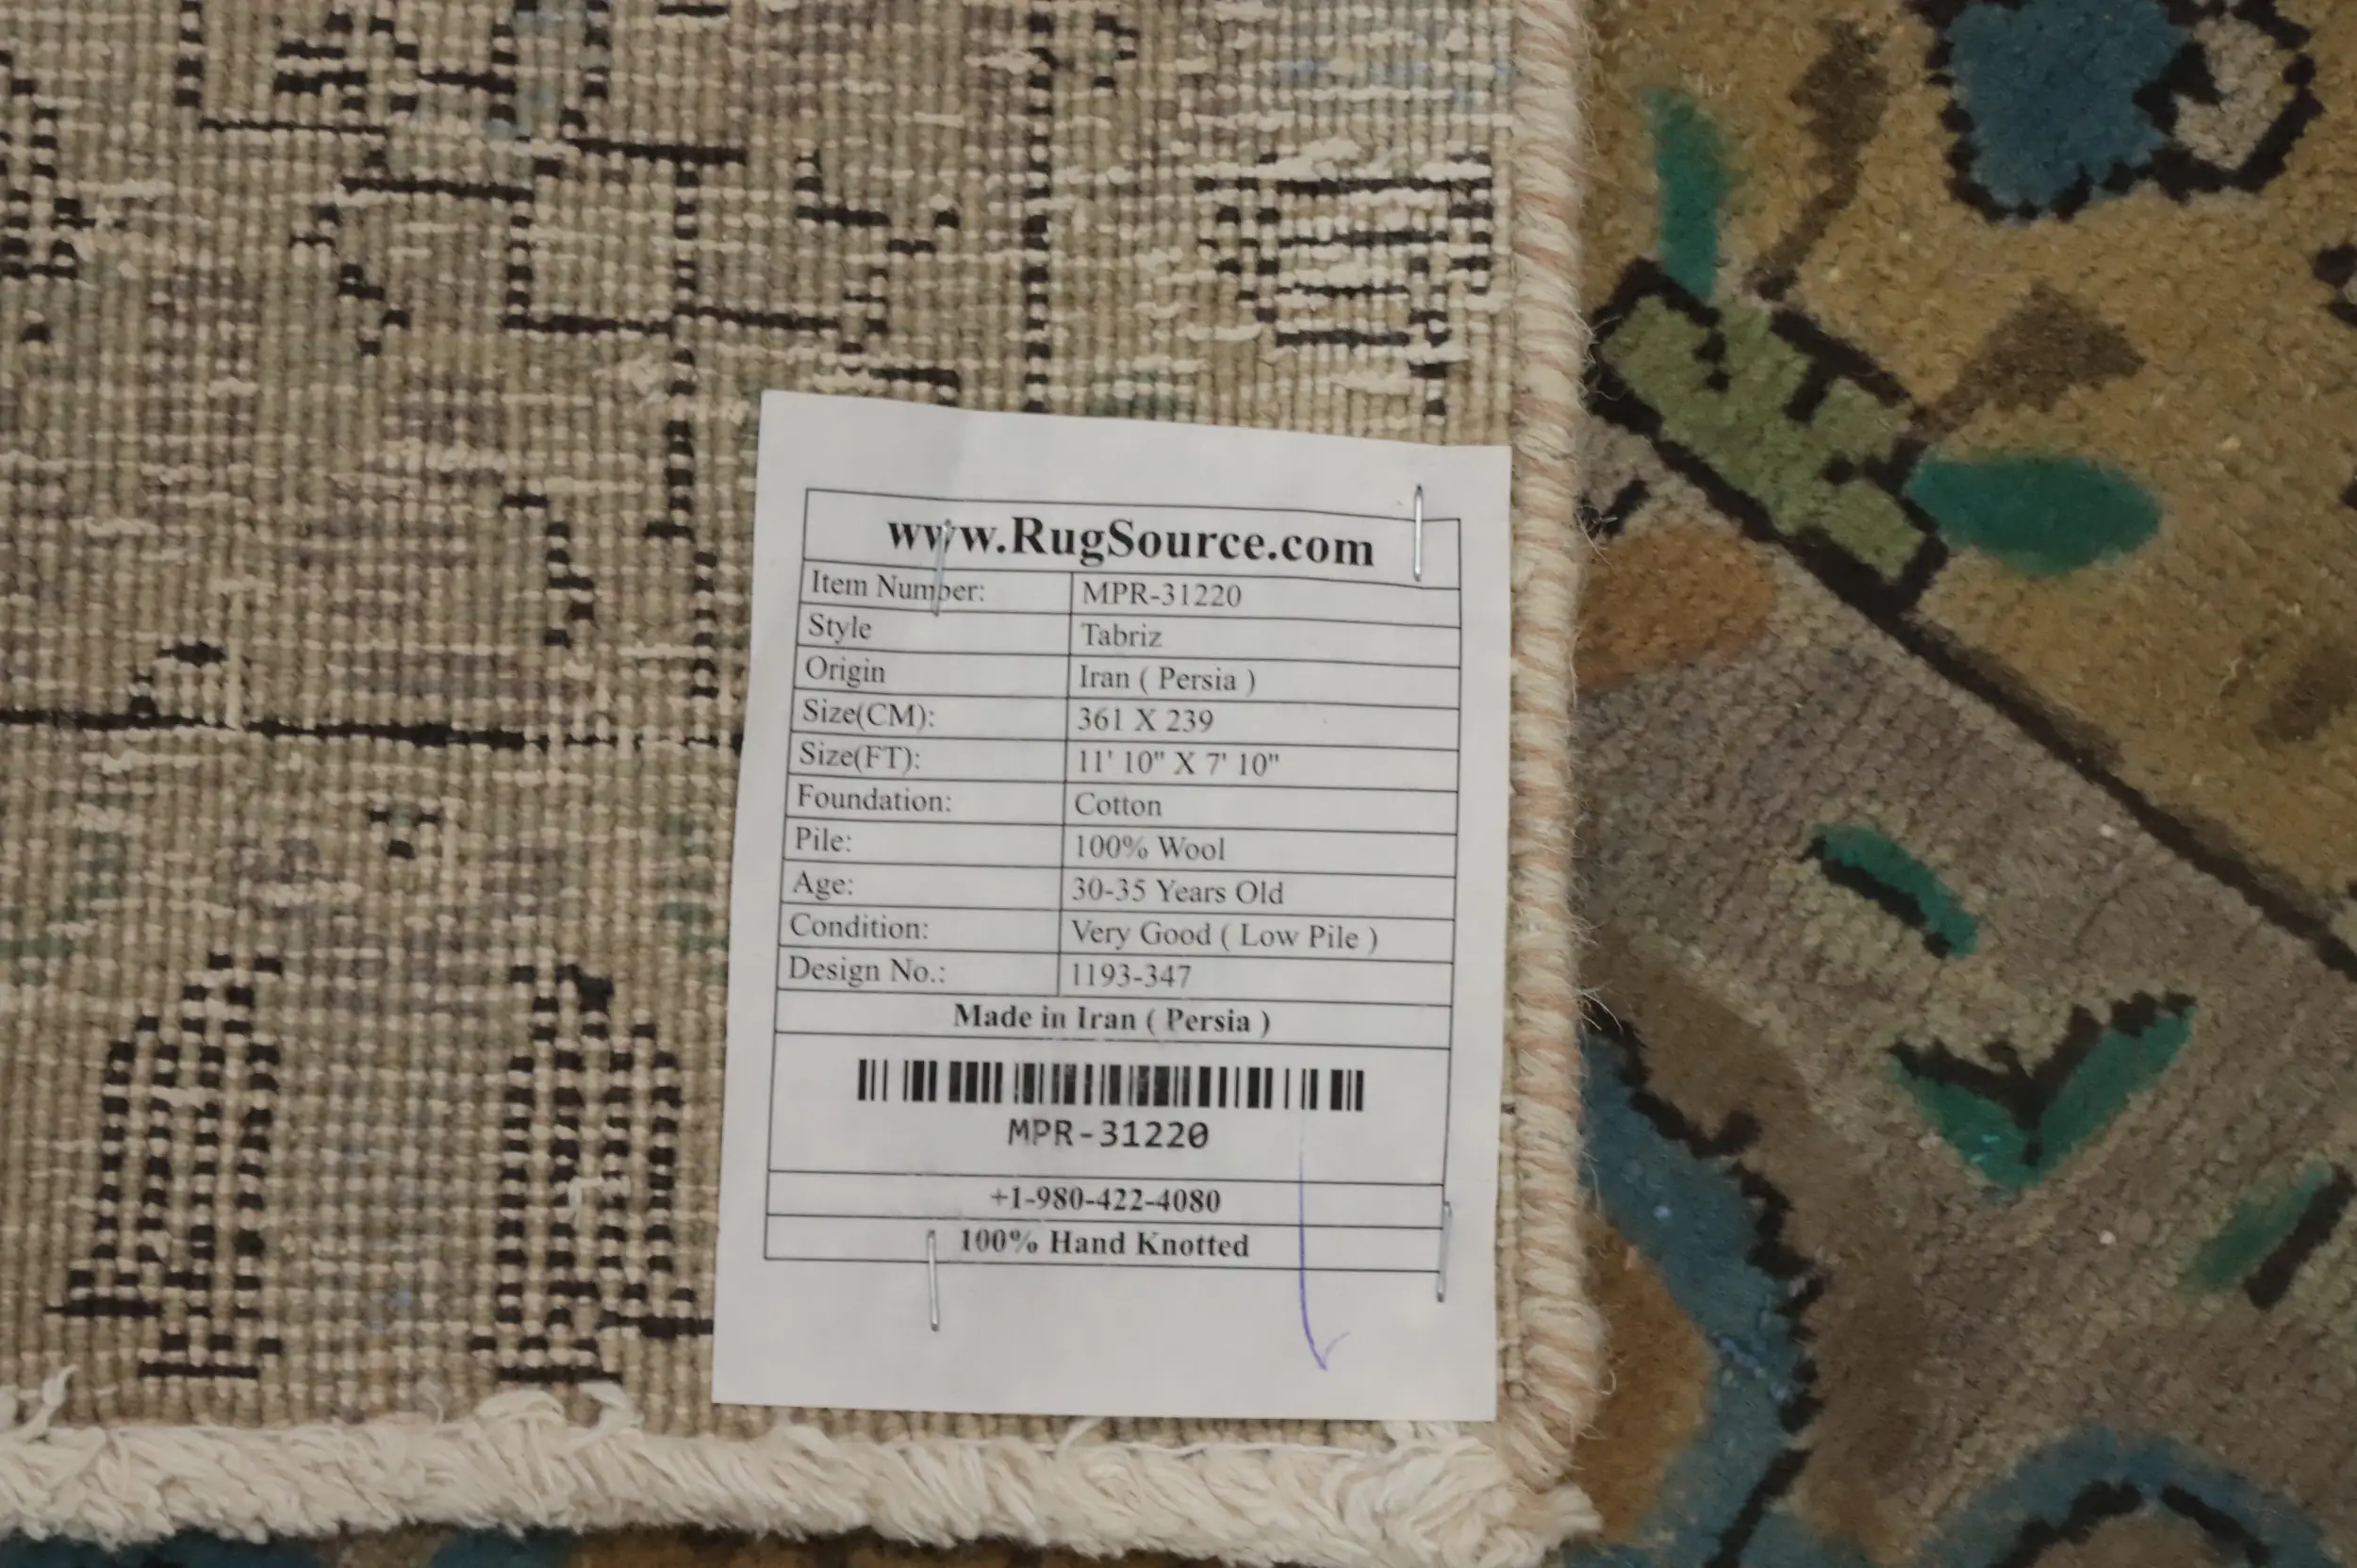 www.RugSource.com
Item Number: MPR-31220
Style Tabriz
Origin Iran ( Persia )
Size(CM): 361 X 239
Size(FT): 11' 10" X 7' 10"
Foundation: Cotton
Pile: 100% Wool
Age: 30-35 Years Old
Condition: Very Good ( Low Pile )
Design No.: 1193-347
Made in Iran ( Persia )
MPR-31220
+1-980-422-4080
100% Hand Knotted